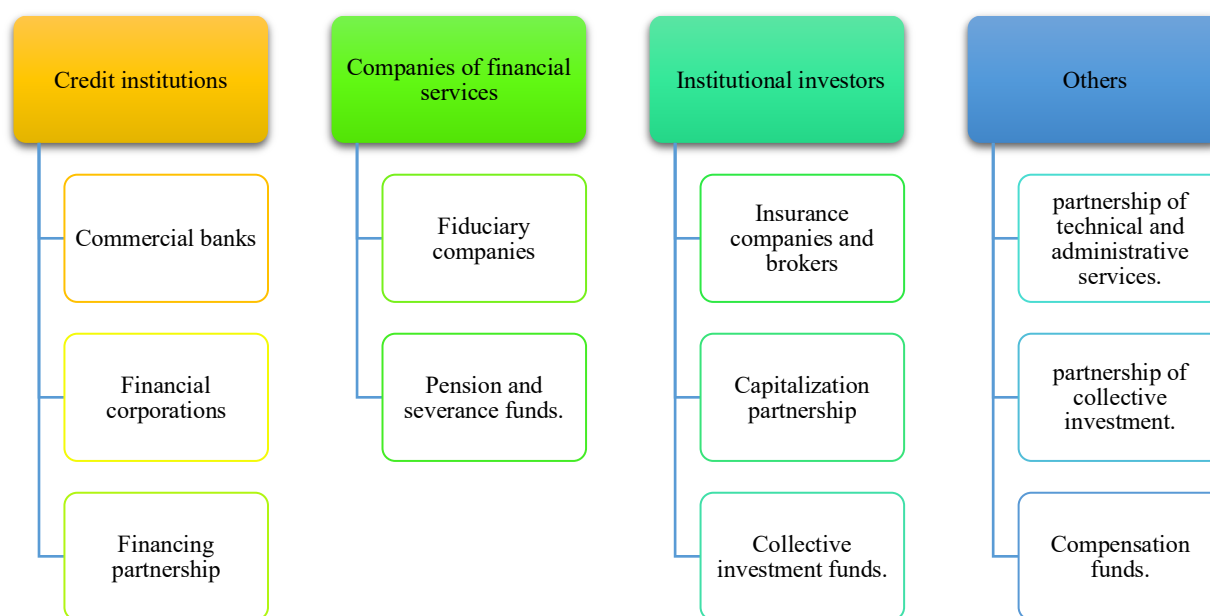 Credit institutions
Commercial banks
Financial
corporations
Financing
partnership
Companies of financial
services
Fiduciary
companies
Pension and
severance funds.
Institutional investors
Insurance
companies and
brokers
Capitalization
partnership
Collective
investment funds.
Others
partnership of
technical and
administrative
services.
partnership of
collective
investment.
Compensation
funds.